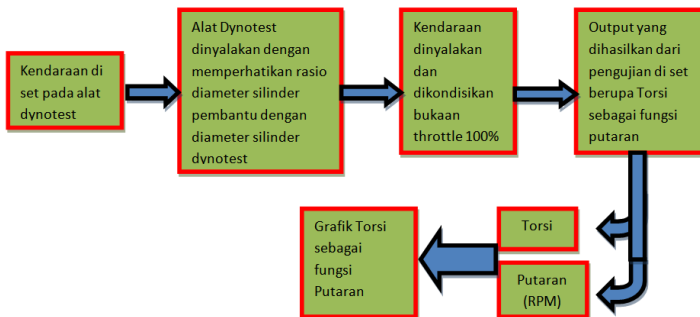 Kendaraan di
set pada alat
dynotest
Alat Dynotest
dinyalakan dengan
memperhatikan rasio
diameter silinder
pembantu dengan
diameter silinder
dynotest
Kendaraan
dinyalakan
dan
dikondisikan
bukaan
throttle 100%
Output yang
dihasilkan dari
pengujian di set
berupa Torsi
sebagai fungsi
putaran
Torsi
Putaran
(RPM)
Grafik Torsi
sebagai
fungsi
Putaran